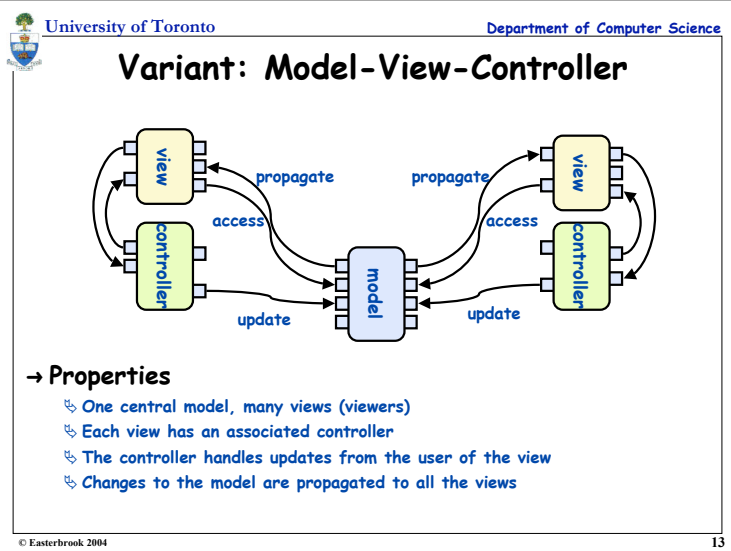 University of Toronto
Department of Computer Science
Variant: Model-View-Controller
view
propagate
propagate
view
access
access
controller
model
controller
update
update
→ Properties
↳ One central model, many views (viewers)
↳ Each view has an associated controller
↳ The controller handles updates from the user of the view
↳ Changes to the model are propagated to all the views
© Easterbrook 2004
13